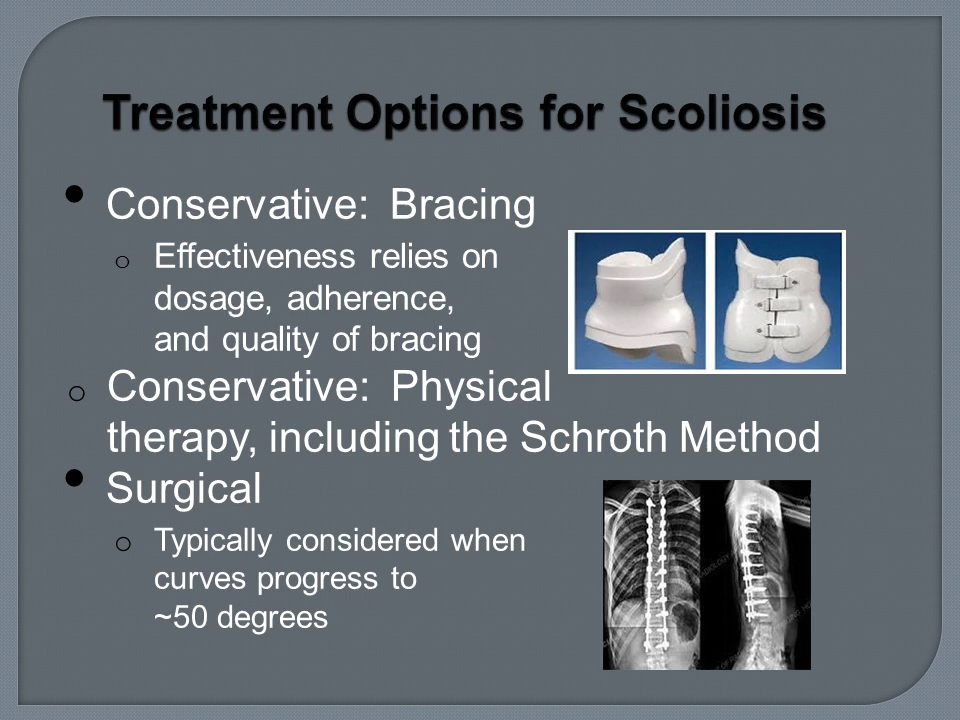 Treatment Options for Scoliosis
• Conservative: Bracing
o Effectiveness relies on
dosage, adherence,
and quality of bracing
o Conservative: Physical
therapy, including the Schroth Method
• Surgical
o Typically considered when
curves progress to
~50 degrees